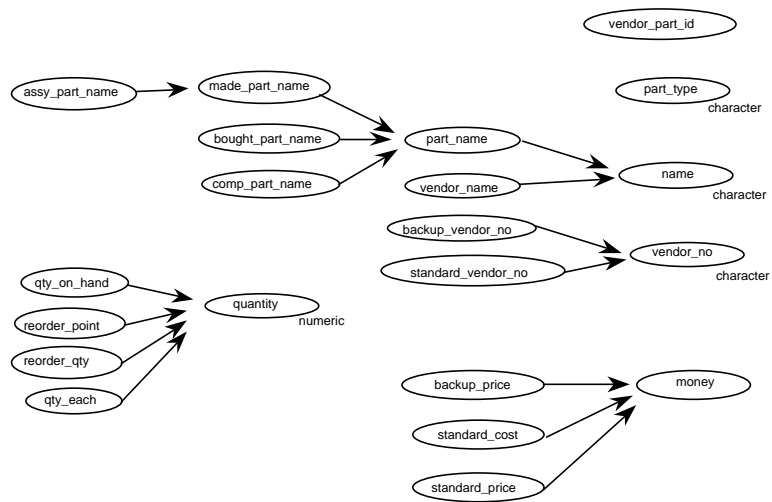 vendor_part_id
assy_part_name
made_part_name
part_type
character
bought_part_name
part_name
comp_part_name
vendor_name
name
character
backup_vendor_no
standard_vendor_no
vendor_no
character
qty_on_hand
reorder_point
reorder_qty
qty_each
quantity
numeric
backup_price
money
standard_cost
standard_price